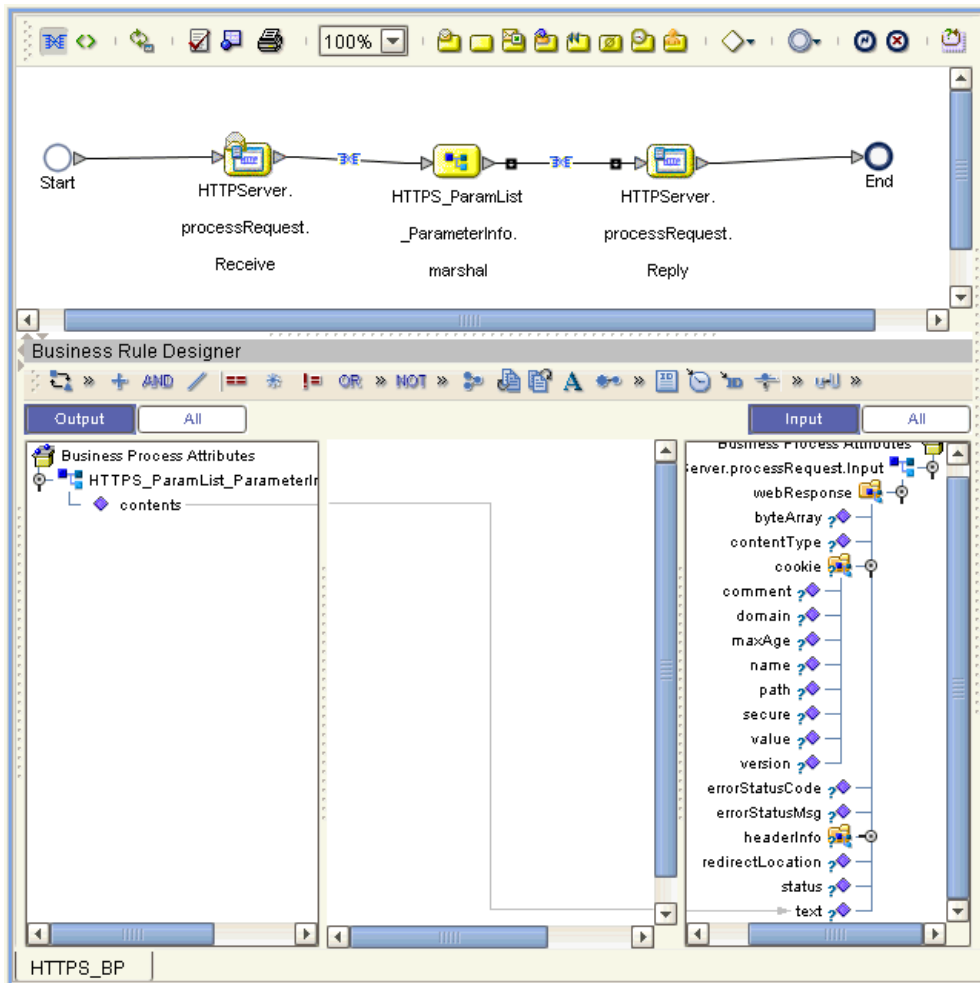 100%
Start
HTTPServer.
processRequest.
Receive
HTTPS_ParamList
_ParameterInfo.
marshal
HTTPServer.
processRequest.
Reply
End
Business Rule Designer
» AND == != OR » NOT » A » »  »
Output
All
Input
All
Business Process Attributes
HTTPS_ParamList_ParameterIn
contents
Business Process Attributes
Server.processRequest.Input
webResponse
byteArray
contentType
cookie
comment
domain
maxAge
name
path
secure
value
version
errorStatusCode
errorStatusMsg
headerInfo
redirectLocation
status
text
HTTPS_BP